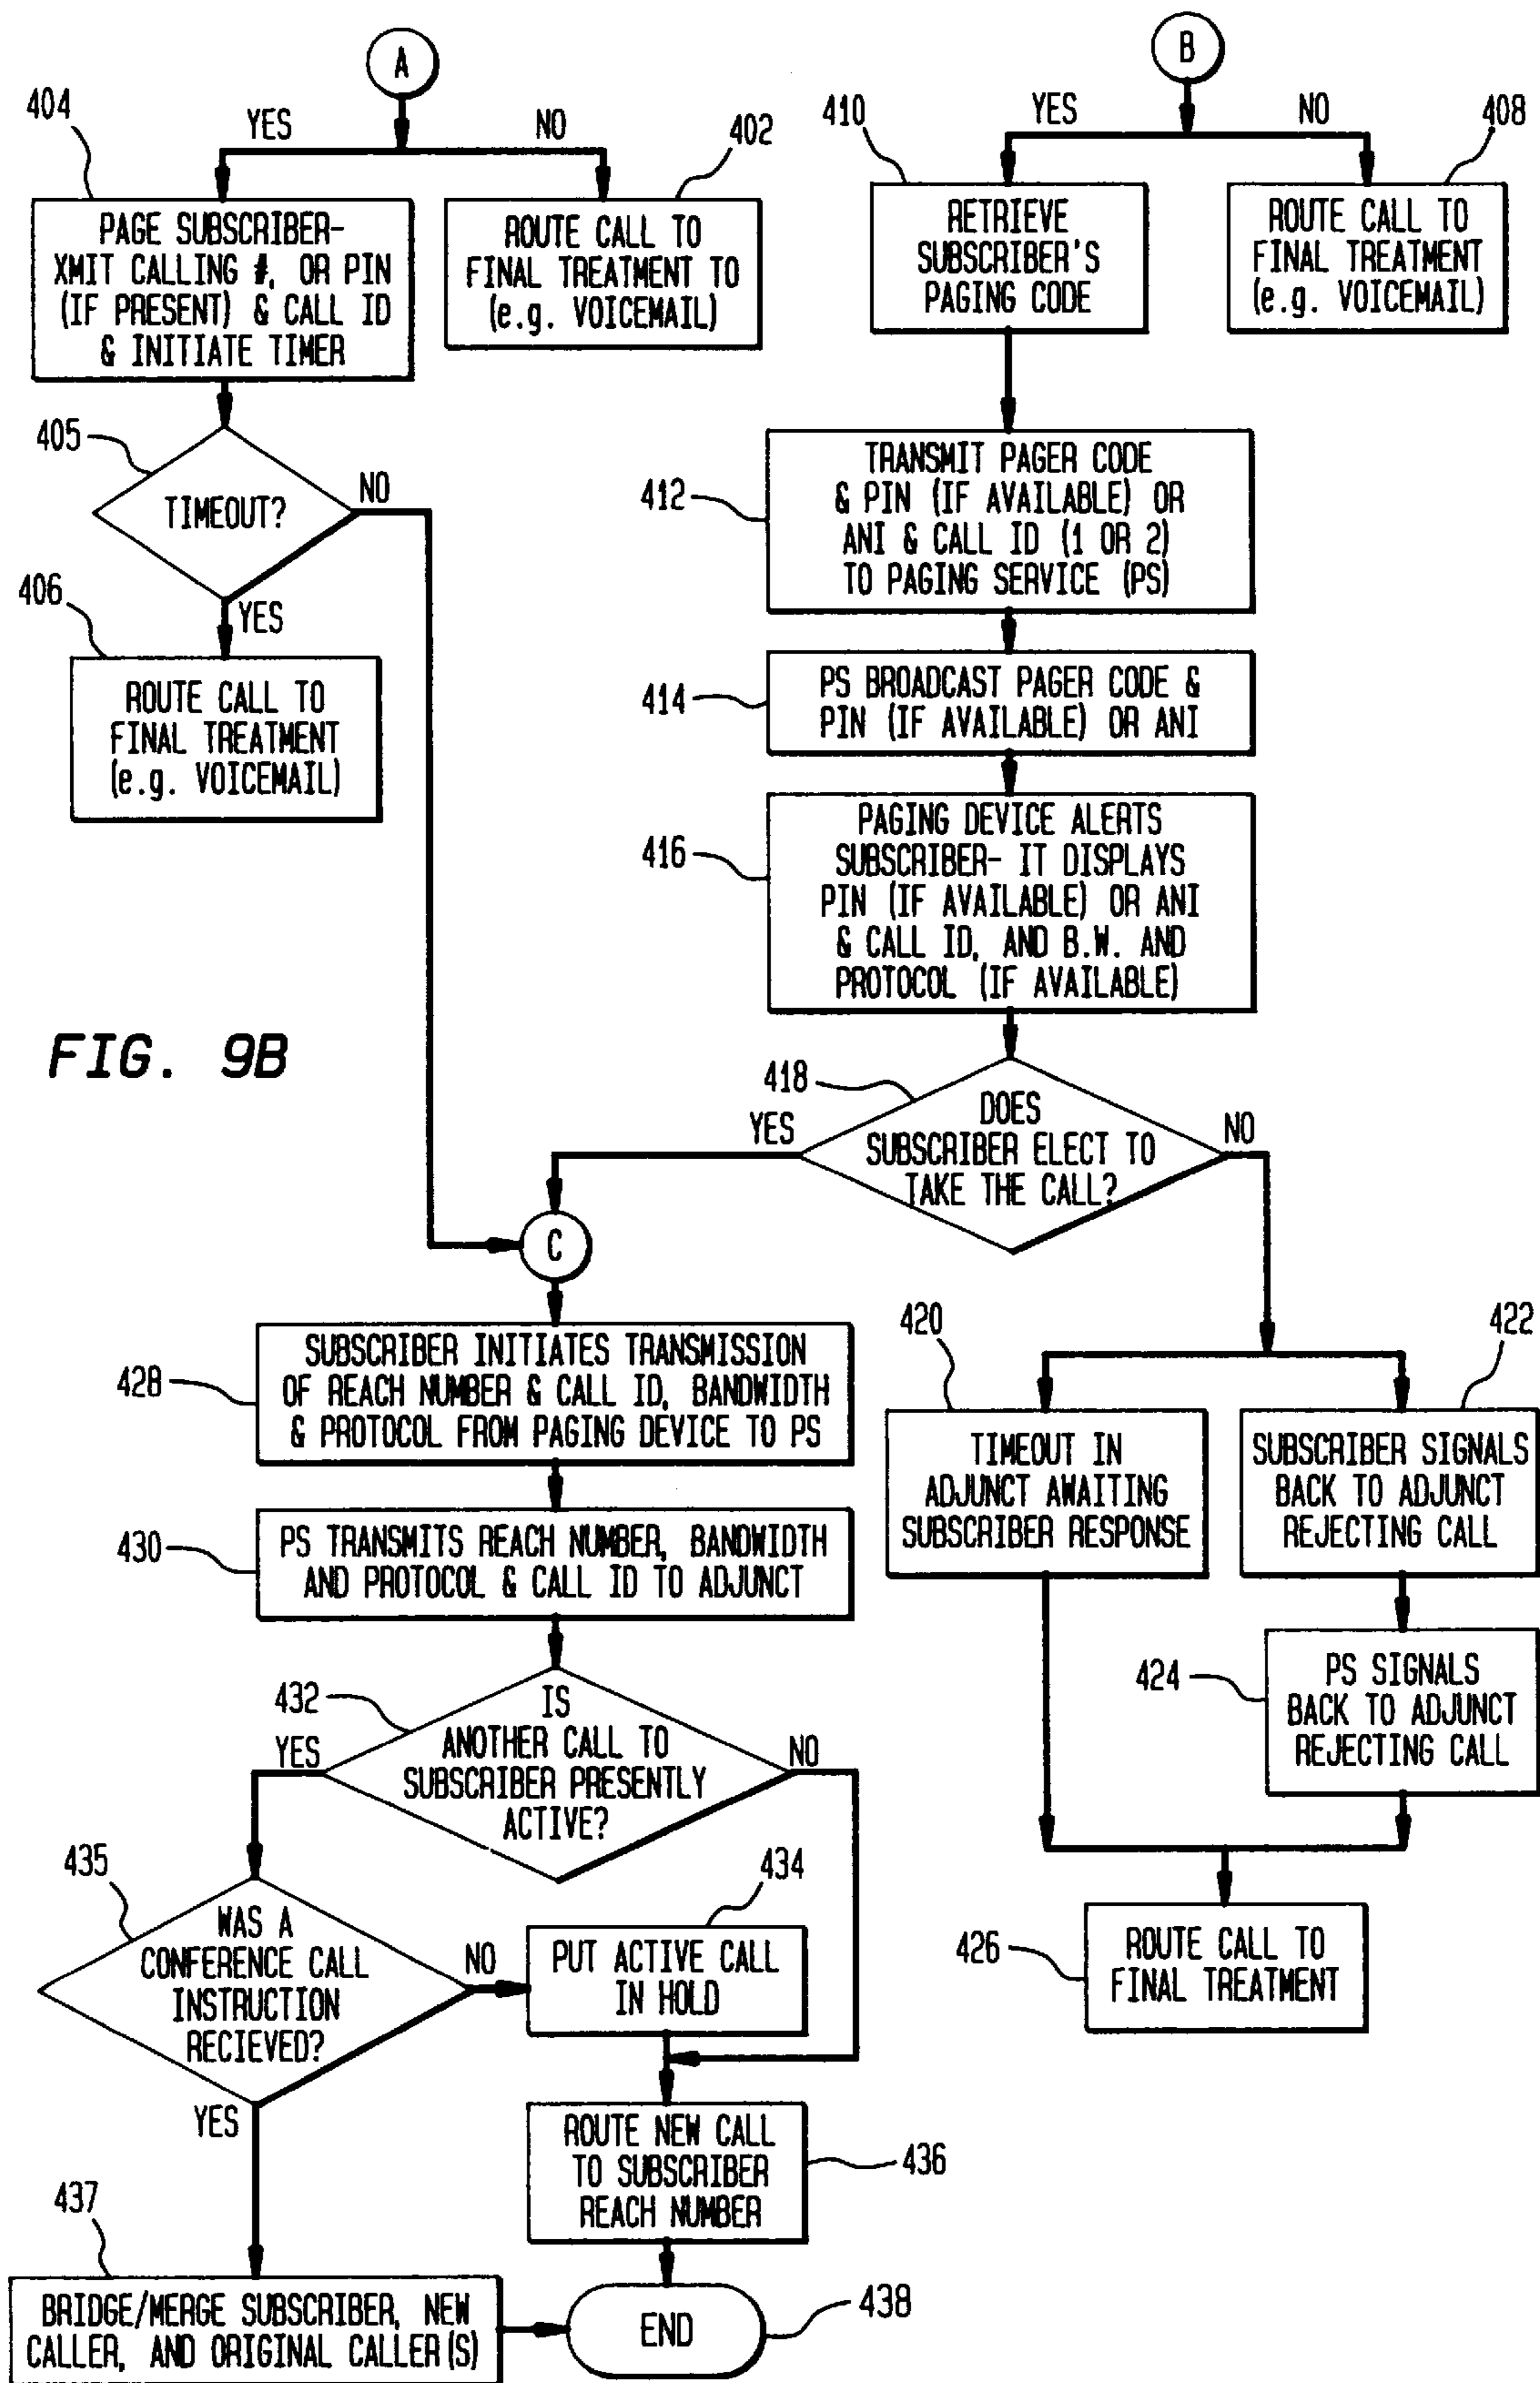 A
B
404
YES
NO
402
410
YES
NO
408
PAGE SUBSCRIBER-
XMIT CALLING #, OR PIN
(IF PRESENT) & CALL ID
& INITIATE TIMER
ROUTE CALL TO
FINAL TREATMENT TO
(e.g. VOICEMAIL)
RETRIEVE
SUBSCRIBER'S
PAGING CODE
ROUTE CALL TO
FINAL TREATMENT
(e.g. VOICEMAIL)
405
TIMEOUT?
NO
YES
406
ROUTE CALL TO
FINAL TREATMENT
(e.g. VOICEMAIL)
412
TRANSMIT PAGER CODE
& PIN (IF AVAILABLE) OR
ANI & CALL ID (1 OR 2)
TO PAGING SERVICE (PS)
414
PS BROADCAST PAGER CODE &
PIN (IF AVAILABLE) OR ANI
416
PAGING DEVICE ALERTS
SUBSCRIBER- IT DISPLAYS
PIN (IF AVAILABLE) OR ANI
& CALL ID, AND B.W. AND
PROTOCOL (IF AVAILABLE)
FIG. 9B
418
YES
DOES
SUBSCRIBER ELECT TO
TAKE THE CALL?
NO
C
428
SUBSCRIBER INITIATES TRANSMISSION
OF REACH NUMBER & CALL ID, BANDWIDTH
& PROTOCOL FROM PAGING DEVICE TO PS
420
422
TIMEOUT IN
ADJUNCT AWAITING
SUBSCRIBER RESPONSE
SUBSCRIBER SIGNALS
BACK TO ADJUNCT
REJECTING CALL
430
PS TRANSMITS REACH NUMBER, BANDWIDTH
AND PROTOCOL & CALL ID TO ADJUNCT
424
PS SIGNALS
BACK TO ADJUNCT
REJECTING CALL
432
YES
IS
ANOTHER CALL TO
SUBSCRIBER PRESENTLY
ACTIVE?
NO
435
WAS A
CONFERENCE CALL
INSTRUCTION
RECIEVED?
NO
YES
434
PUT ACTIVE CALL
IN HOLD
426
ROUTE CALL TO
FINAL TREATMENT
ROUTE NEW CALL
TO SUBSCRIBER
REACH NUMBER
436
437
BRIDGE/MERGE SUBSCRIBER, NEW
CALLER, AND ORIGINAL CALLER(S)
END
438